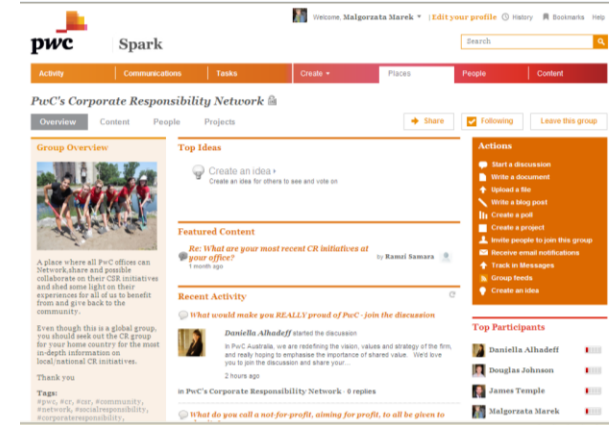 pwc
Spark
Welcome, Malgorzata Marek | Edit your profile History Bookmarks Help
Search
Activity Communications Tasks Create Places People Content
PwC's Corporate Responsibility Network
Overview Content People Projects
Share Following Leave this group
Group Overview
A place where all PwC offices can
Network,share and possible
collaborate on their CSR initiatives
and shed some light on their
experiences for all of us to benefit
from and give back to the
community.
Even though this is a global group,
you should seek out the CR group
for your home country for the most
in-depth information on
local/national CR initiatives.
Thank you
Tags:
#pwc, #cr, #csr, #community,
#network, #socialresponsibility,
#corporateresponsibility,
Top Ideas
Create an idea
Create an idea for others to see and vote on
Featured Content
Re: What are your most recent CR initiatives at
your office?
by Ramzi Samara
1 month ago
Recent Activity
What would make you REALLY proud of PwC - join the discussion
Daniella Alhadeff started the discussion
In PwC Australia, we are redefining the vision, values and strategy of the firm,
and really hoping to emphasise the importance of shared value. We'd love
you to join the discussion and share your...
2 hours ago
in PwC's Corporate Responsibility Network - 0 replies
What do you call a not-for-profit, aiming for profit, to all be given to
Actions
Start a discussion
Write a document
Upload a file
Write a blog post
Create a poll
Create a project
Invite people to join this group
Receive email notifications
Track in Messages
Group feeds
Create an idea
Top Participants
Daniella Alhadeff
Douglas Johnson
James Temple
Malgorzata Marek